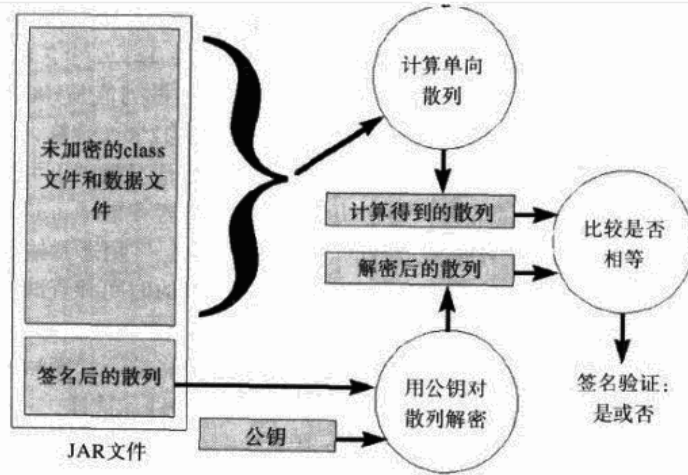 计算单向
散列
未加密的class
文件和数据文
件
计算得到的散列
比较是否
相等
解密后的散列
签名后的散列
用公钥对
散列解密
签名验证:
是或否
公钥
JAR文件